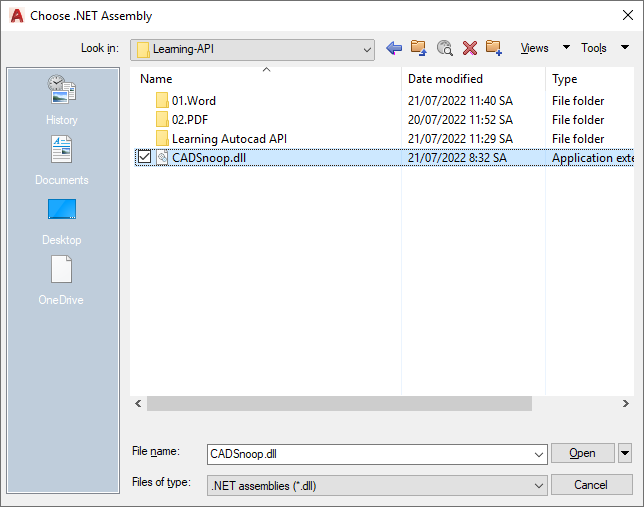 Choose .NET Assembly
Look in: Learning-API Views Tools
Name Date modified Type
01.Word 21/07/2022 11:40 SA File folder
02.PDF 20/07/2022 11:52 SA File folder
Learning Autocad API 21/07/2022 11:29 SA File folder
CADSnoop.dll 21/07/2022 8:32 SA Application exte
History
Documents
Desktop
OneDrive
File name: CADSnoop.dll Open
Files of type: .NET assemblies (*.dll) Cancel